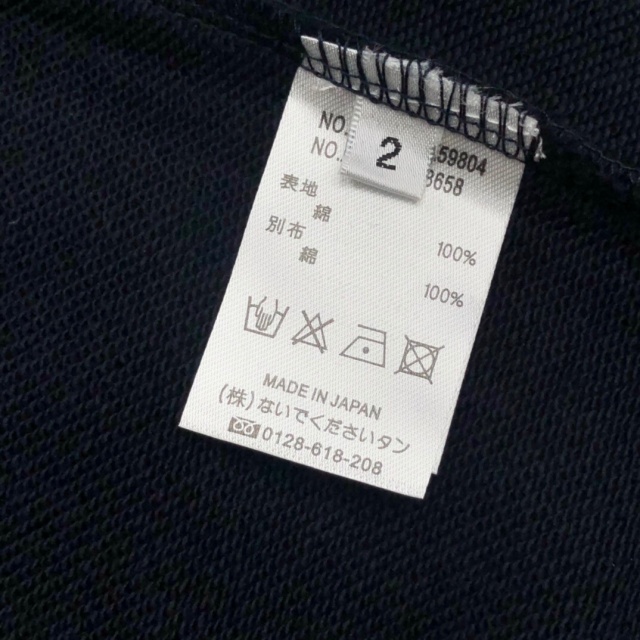 NO. 59804
NO. 3658
2
表地
綿 100%
別布
綿 100%
MADE IN JAPAN
(株)ないでくださいタン
0128-618-208